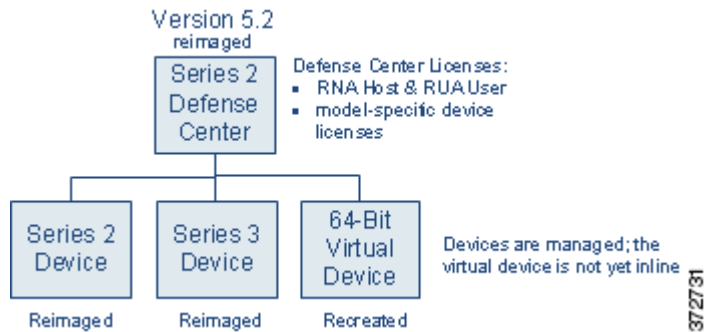 Version 5.2
reimaged
Series 2
Defense
Center
Defense Center Licenses:
▪ RNA Host & RUA User
▪ model-specific device
licenses
Series 2
Device
Series 3
Device
64-Bit
Virtual
Device
Devices are managed; the
virtual device is not yet inline
Reimaged
Reimaged
Recreated
372731